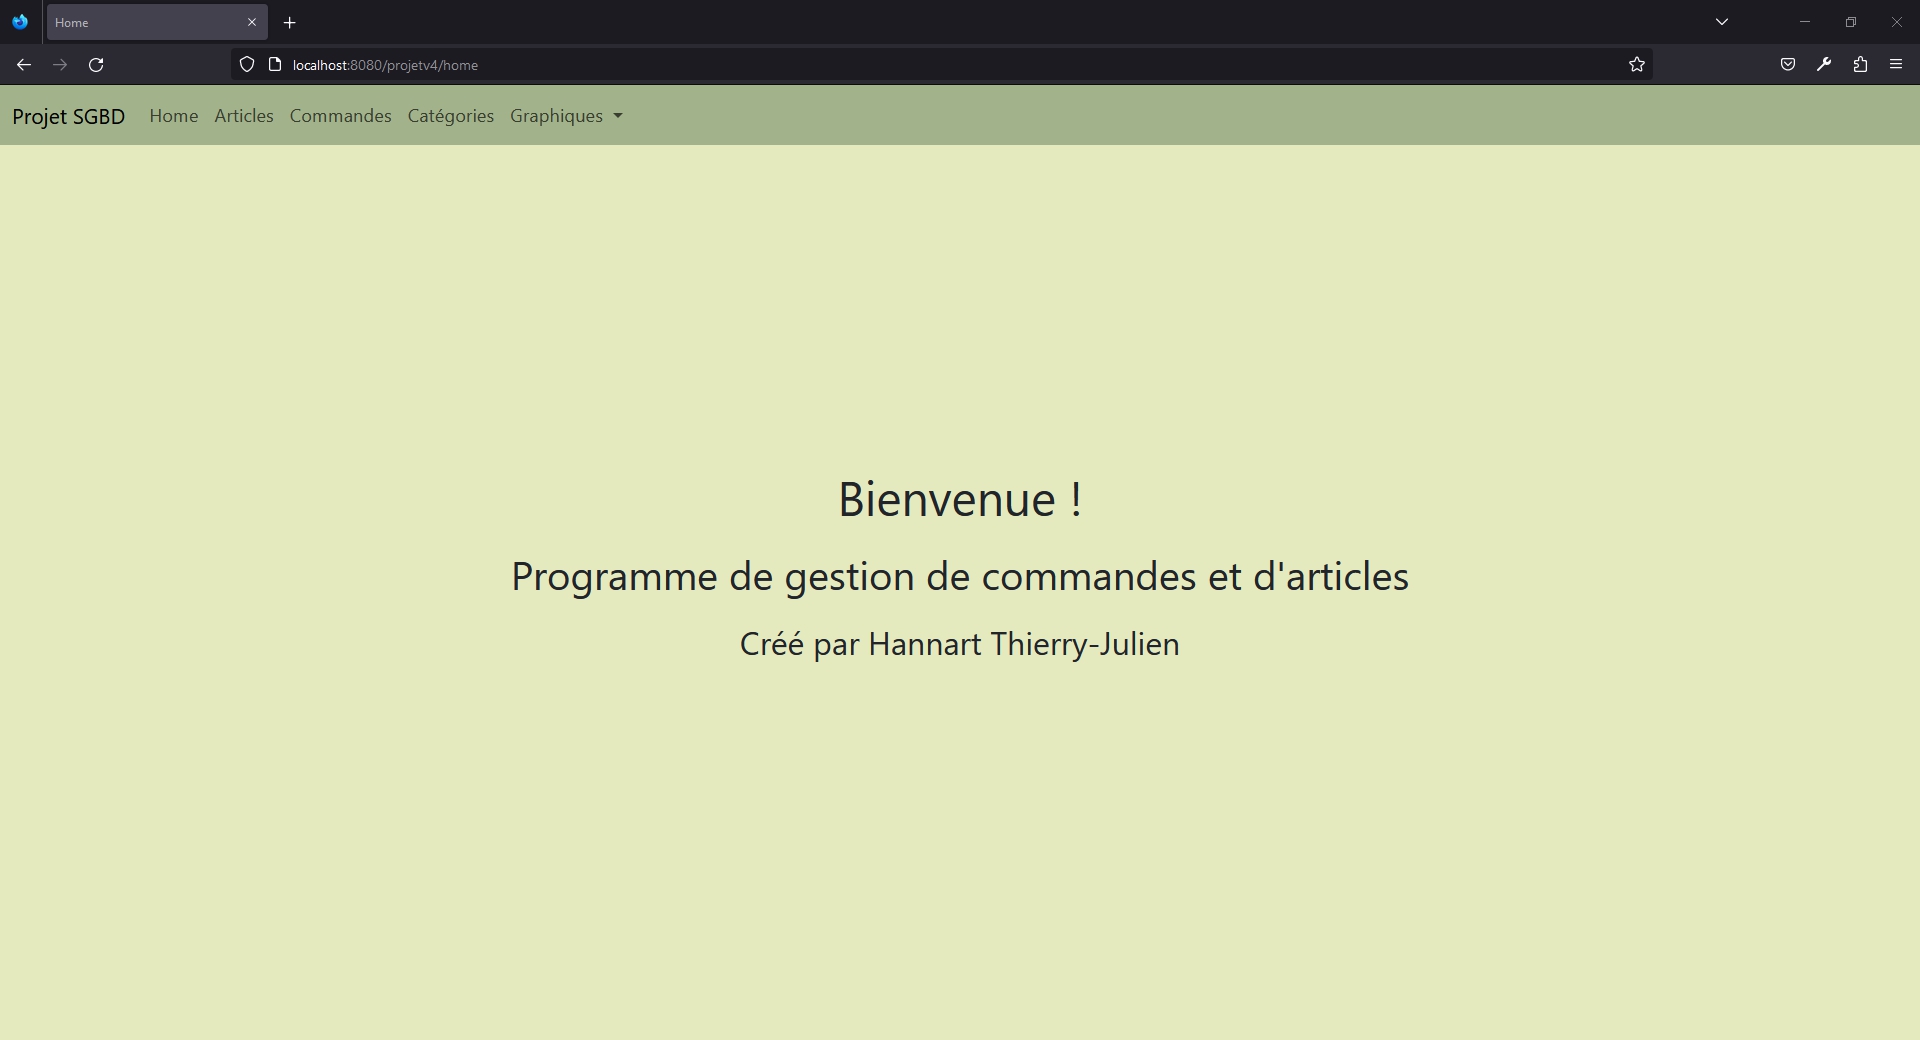 Home
localhost:8080/projetv4/home
Projet SGBD Home Articles Commandes Catégories Graphiques
Bienvenue !
Programme de gestion de commandes et d'articles
Créé par Hannart Thierry-Julien